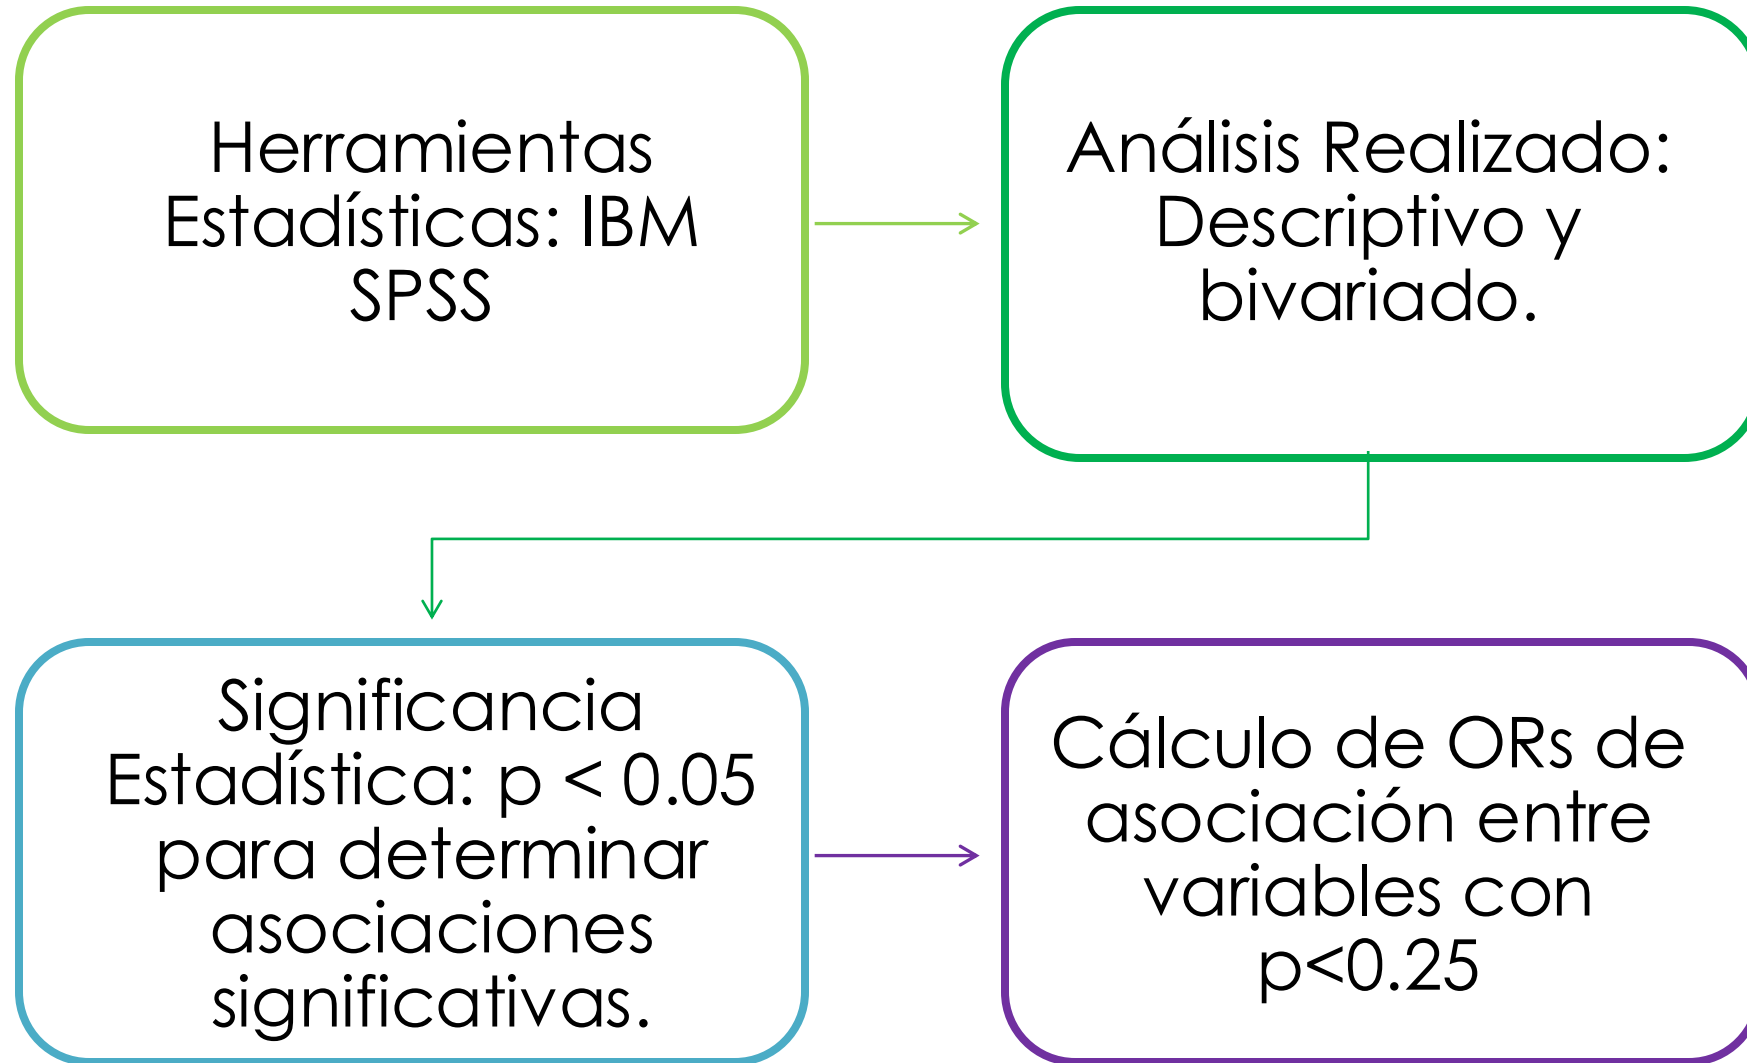 Herramientas
Estadísticas: IBM
SPSS
Análisis Realizado:
Descriptivo y
bivariado.
Significancia
Estadística: p < 0.05
para determinar
asociaciones
significativas.
Cálculo de ORs de
asociación entre
variables con
p<0.25